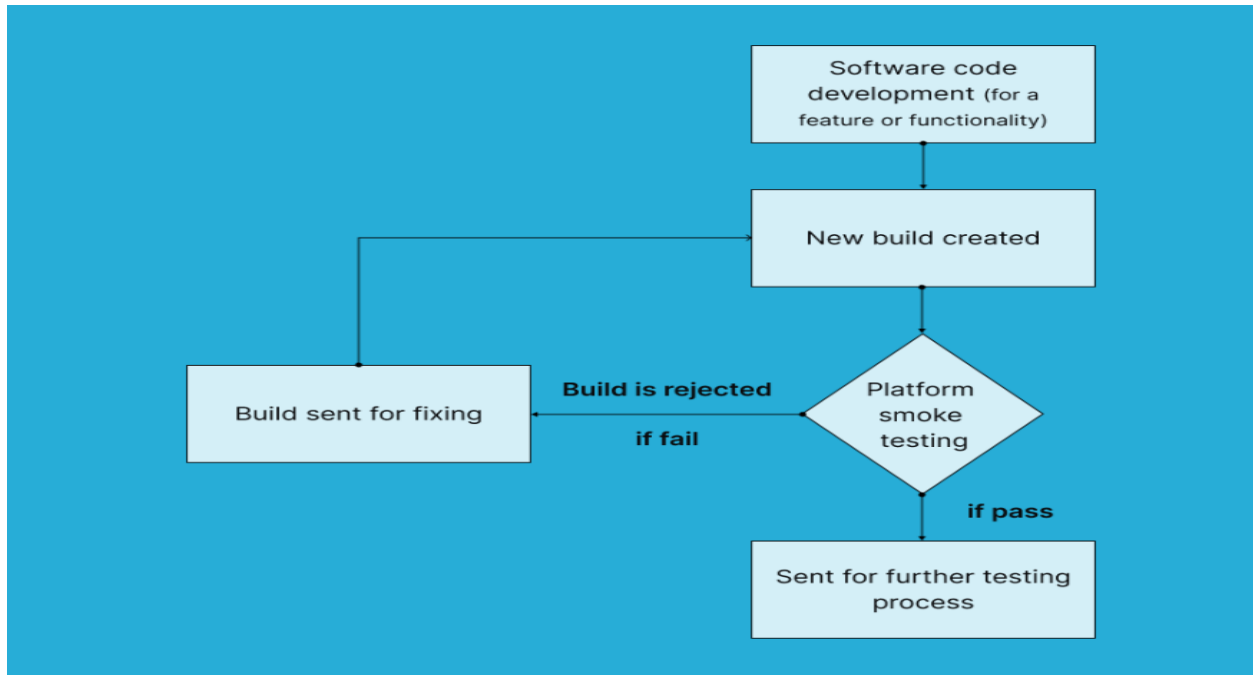 Software code
development (for a
feature or functionality)
New build created
Platform
smoke
testing
Build is rejected
if fail
Build sent for fixing
if pass
Sent for further testing
process